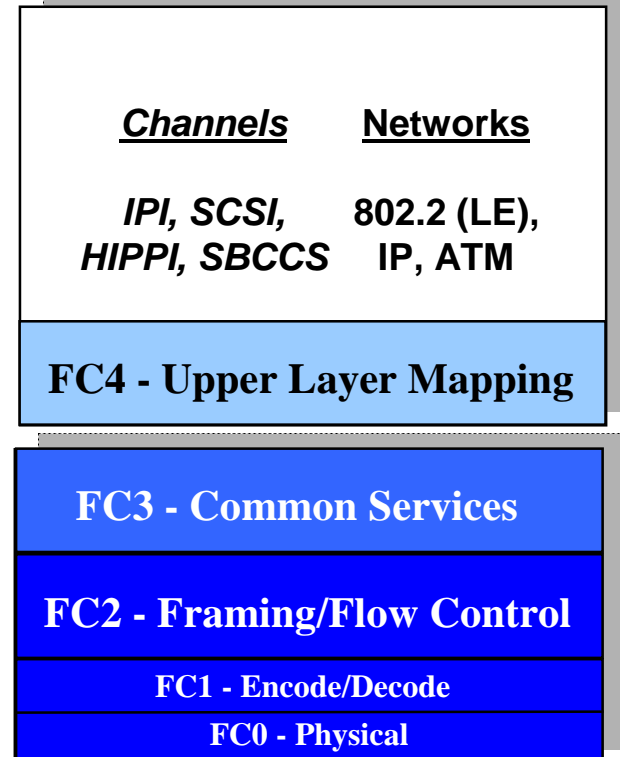 Channels Networks
IPI, SCSI, 802.2 (LE),
HIPPI, SBCCS IP, ATM
FC4 - Upper Layer Mapping
FC3 - Common Services
FC2 - Framing/Flow Control
FC1 - Encode/Decode
FC0 - Physical